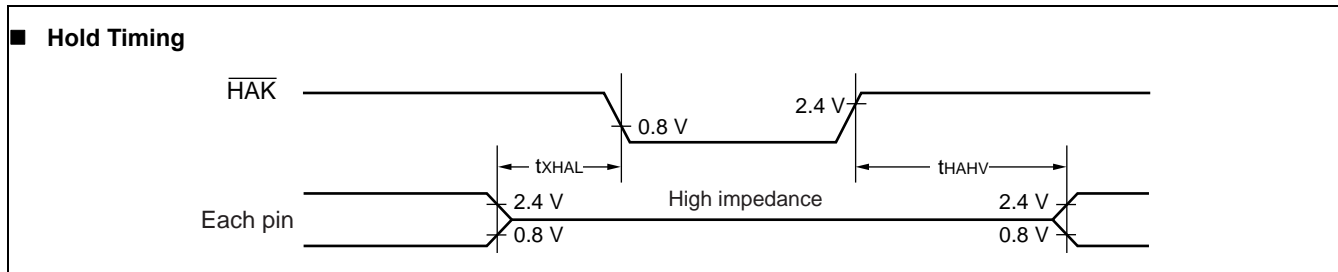 ■ Hold Timing
HAK
0.8 V
2.4 V
tXHAL
tHAHV
Each pin
2.4 V
0.8 V
High impedance
2.4 V
0.8 V